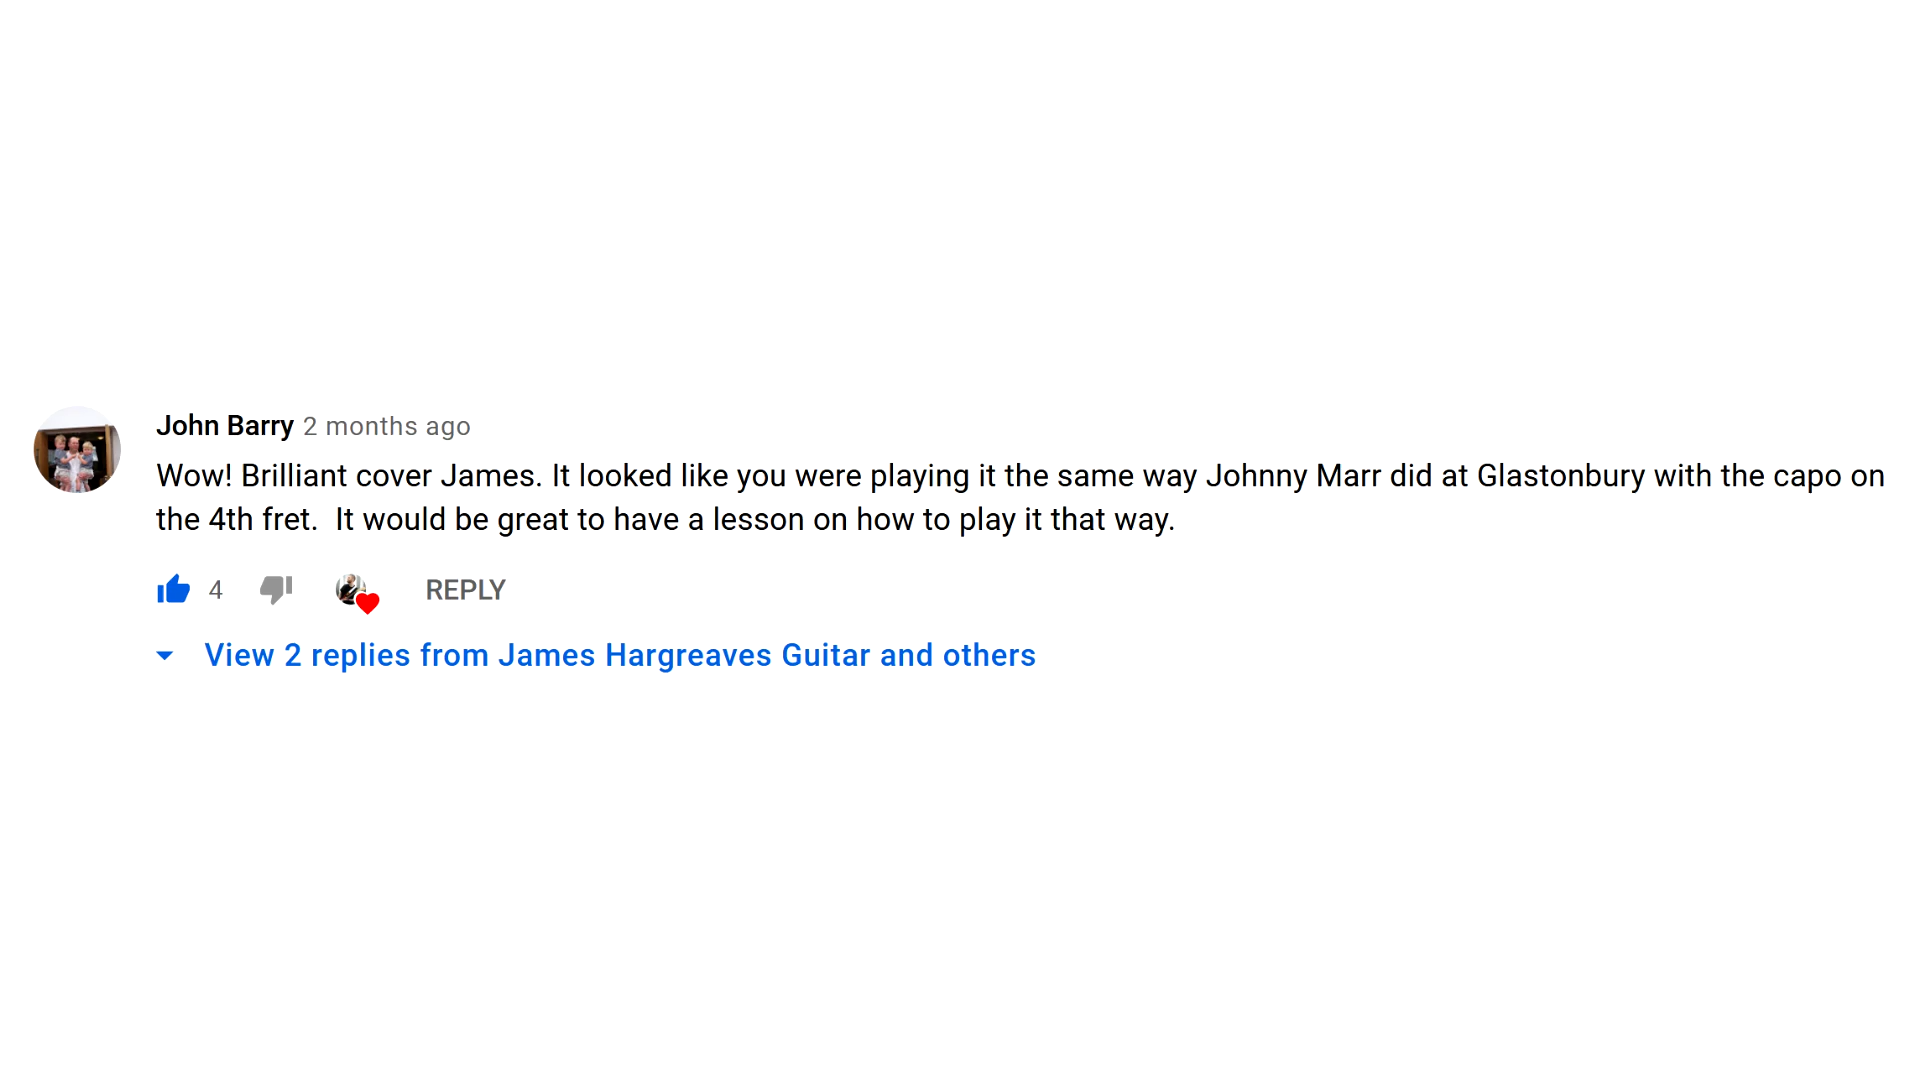 John Barry 2 months ago
Wow! Brilliant cover James. It looked like you were playing it the same way Johnny Marr did at Glastonbury with the capo on
the 4th fret.  It would be great to have a lesson on how to play it that way.
4 REPLY
View 2 replies from James Hargreaves Guitar and others